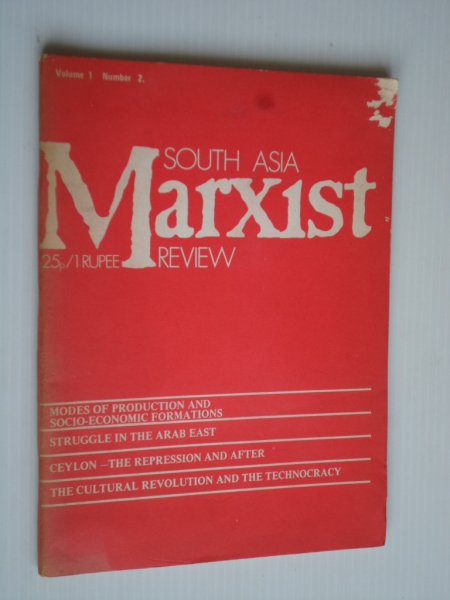 Volume 1 Number 2.
SOUTH ASIA
Marxist
25p/1 RUPEE REVIEW
MODES OF PRODUCTION AND
SOCIO-ECONOMIC FORMATIONS
STRUGGLE IN THE ARAB EAST
CEYLON –THE REPRESSION AND AFTER
THE CULTURAL REVOLUTION AND THE TECHNOCRACY